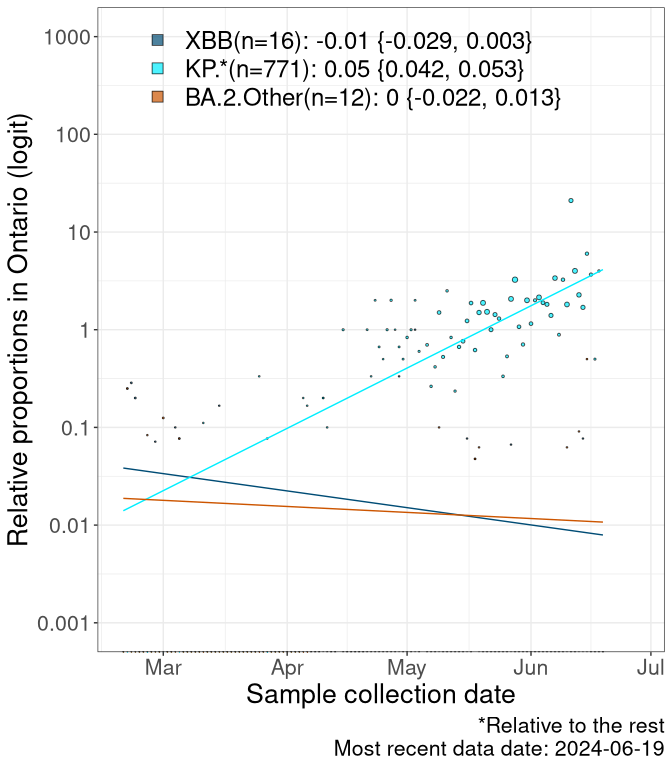 1000
100
10
1
0.1
0.01
0.001
Relative proportions in Ontario (logit)
XBB(n=16): -0.01 {-0.029, 0.003}
KP.*(n=771): 0.05 {0.042, 0.053}
BA.2.Other(n=12): 0 {-0.022, 0.013}
Mar Apr May Jun Jul
Sample collection date
*Relative to the rest
Most recent data date: 2024-06-19